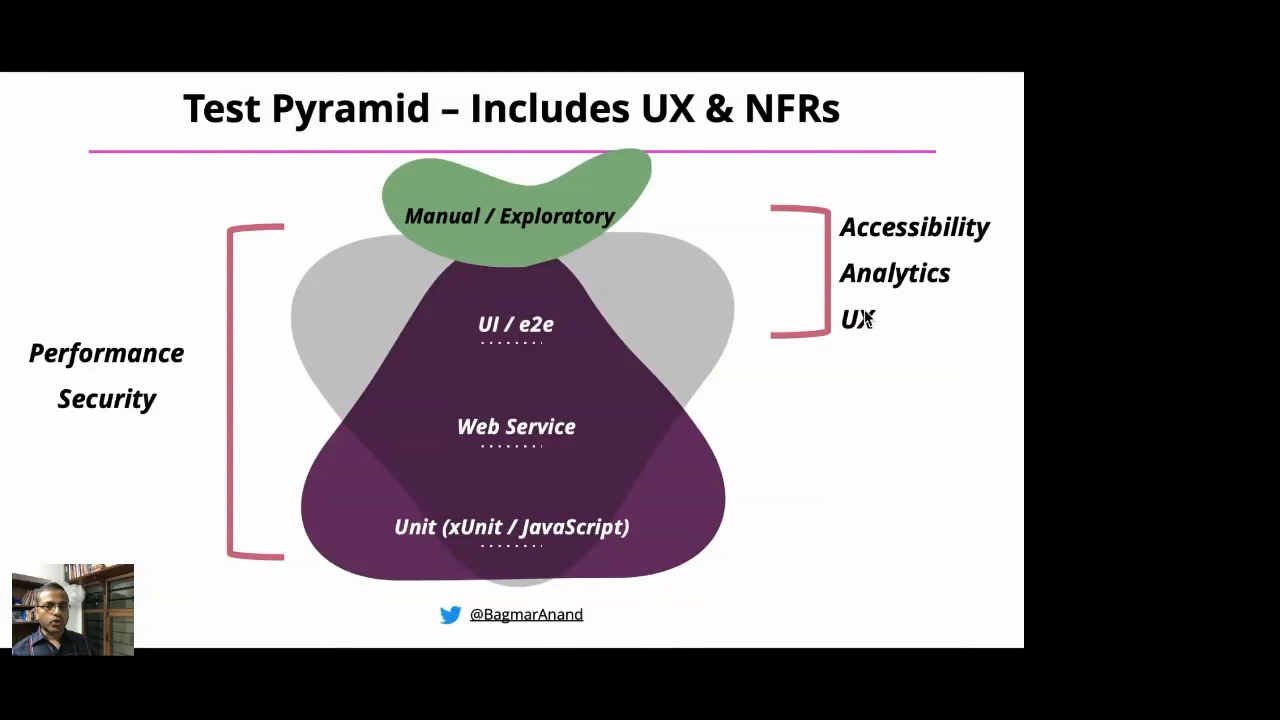 Test Pyramid – Includes UX & NFRs
Manual / Exploratory
Accessibility
Analytics
UX
UI / e2e
Performance
Security
Web Service
Unit (xUnit / JavaScript)
@BagmarAnand